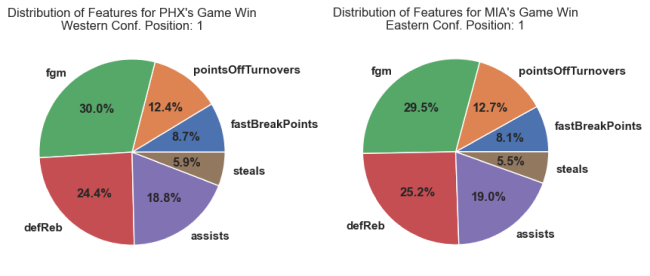 Distribution of Features for PHX's Game Win
Western Conf. Position: 1
fgm
pointsOffTurnovers
30.0%
12.4%
8.7%
fastBreakPoints
5.9%
steals
24.4%
18.8%
defReb
assists
Distribution of Features for MIA's Game Win
Eastern Conf. Position: 1
fgm
pointsOffTurnovers
29.5%
12.7%
8.1%
fastBreakPoints
5.5%
steals
25.2%
19.0%
defReb
assists